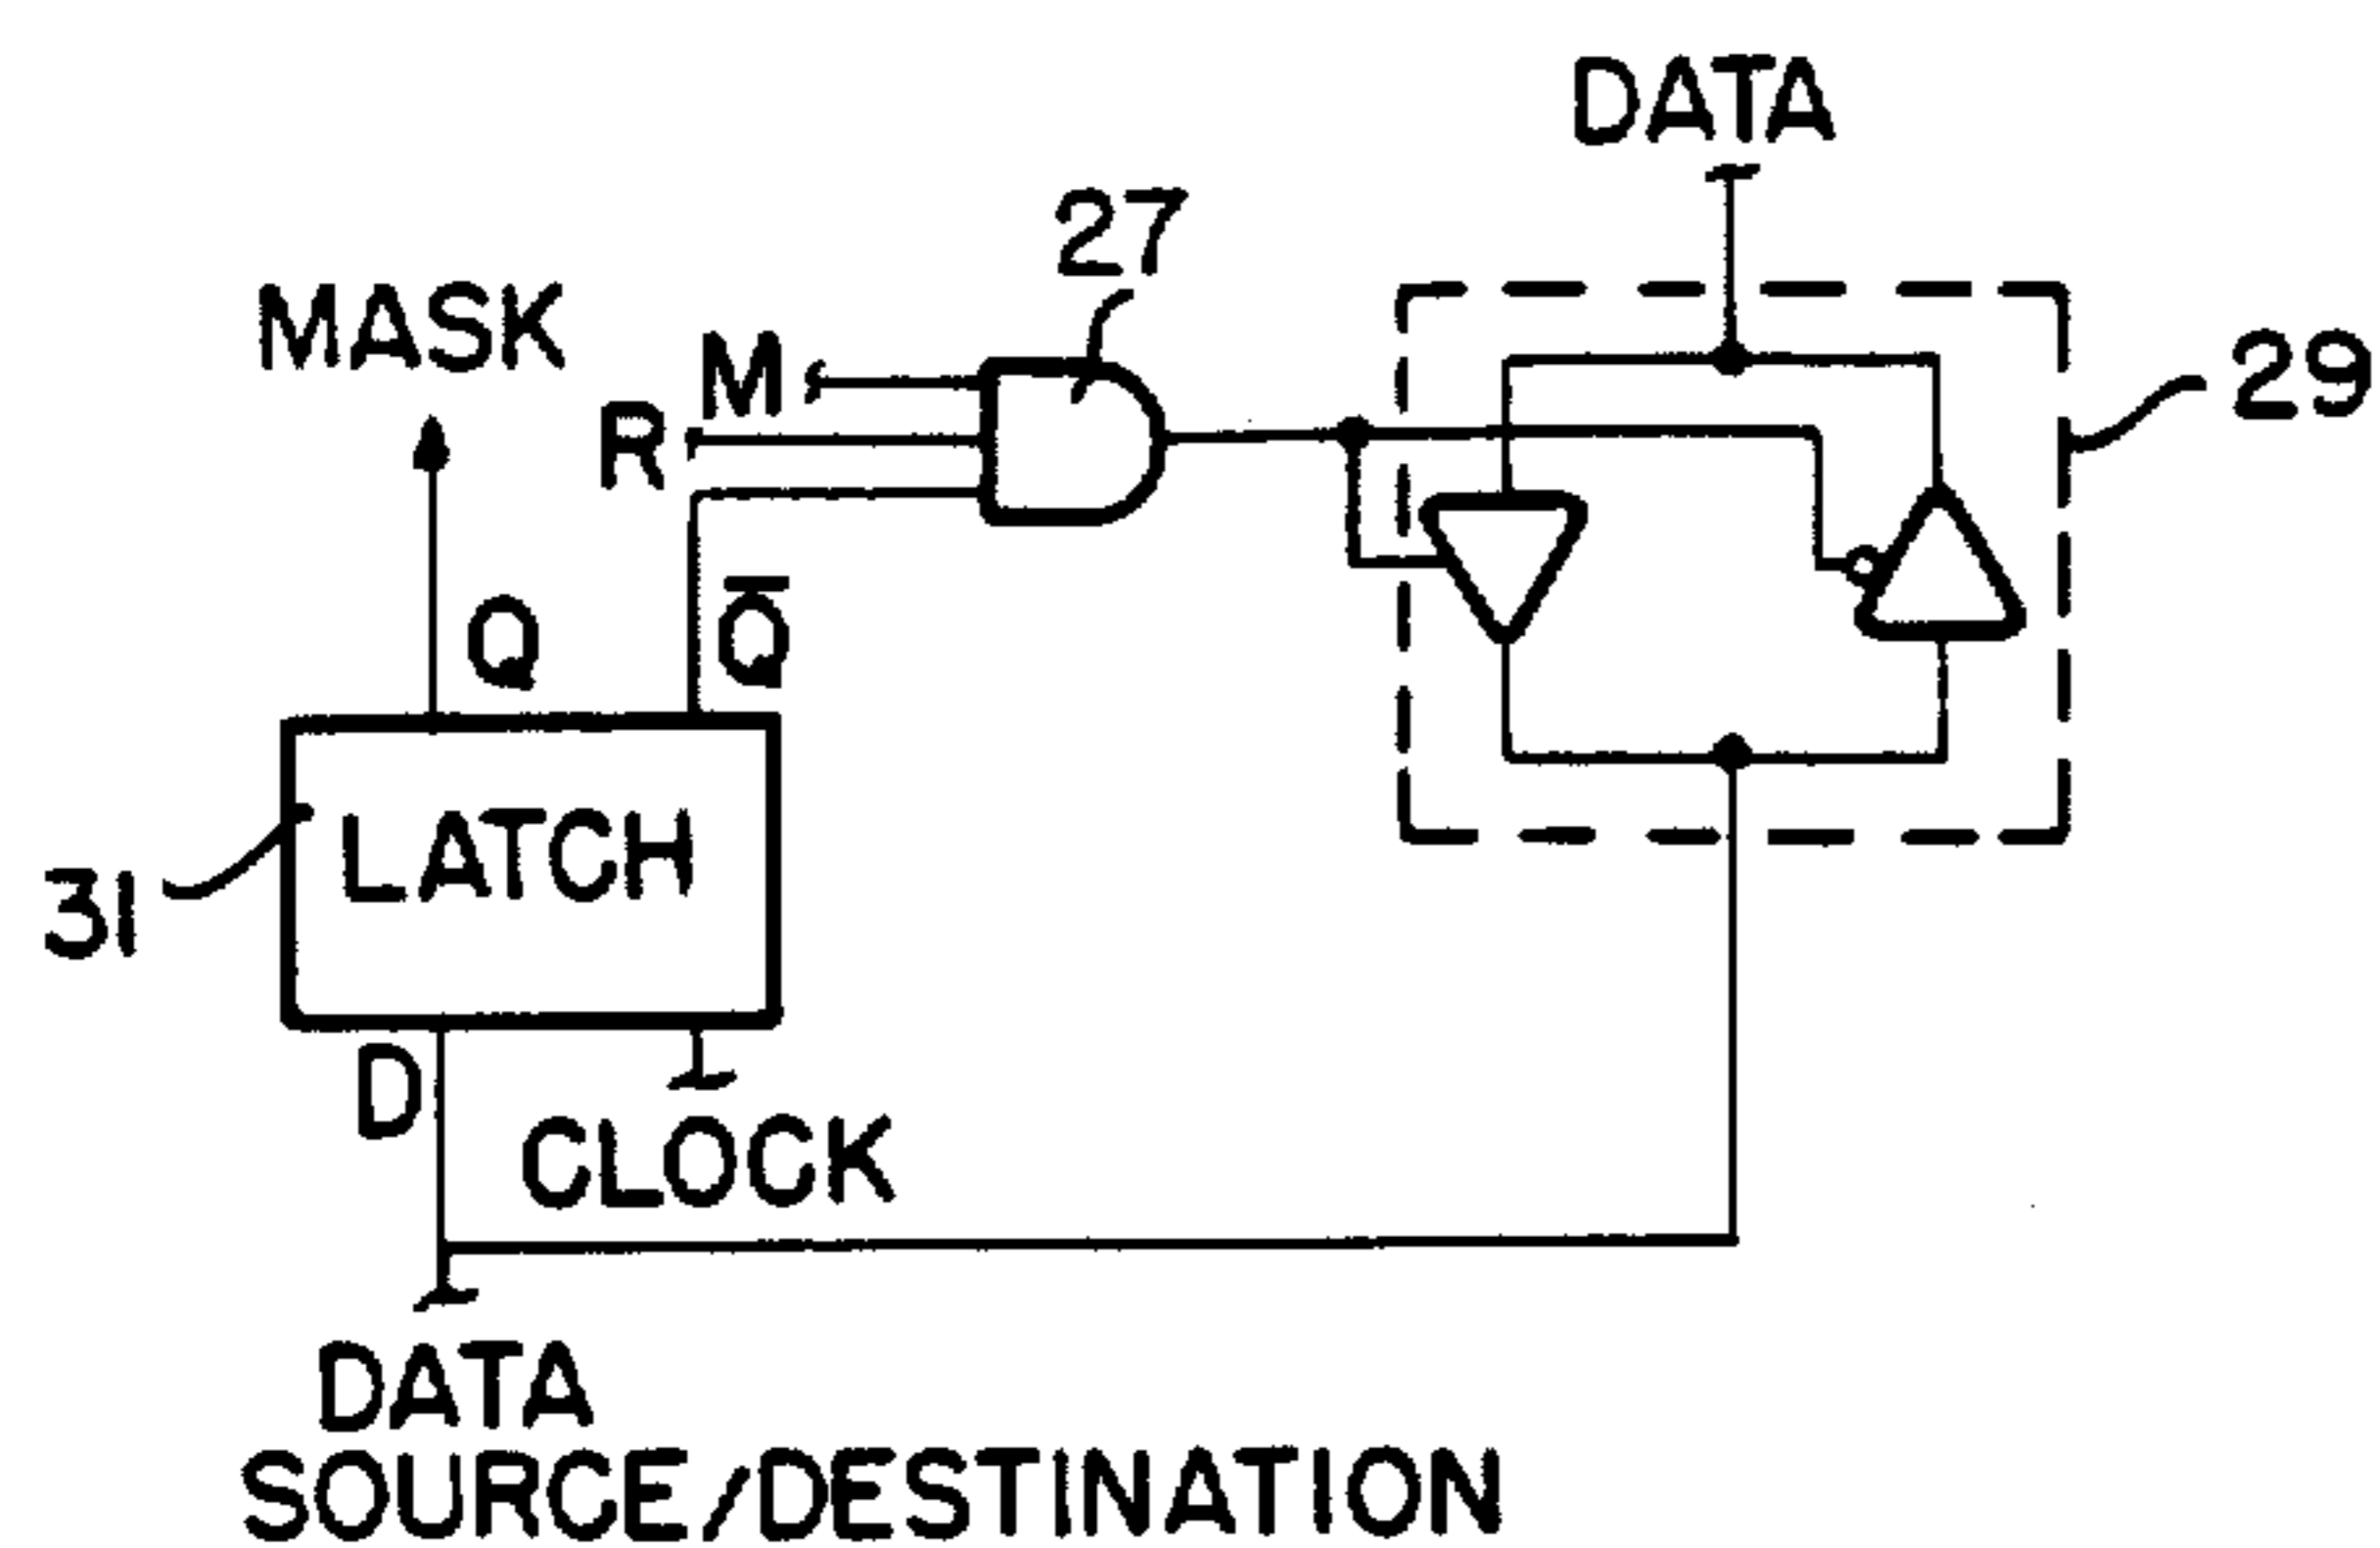 DATA
27
MASK
M
29
R
Q
Q̅
LATCH
31
D
CLOCK
DATA
SOURCE/DESTINATION